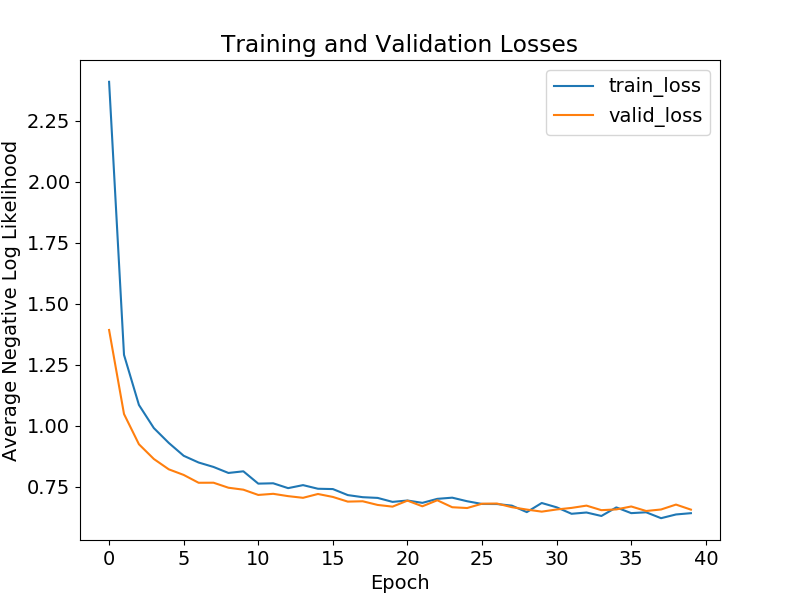 Training and Validation Losses
train_loss
valid_loss
Average Negative Log Likelihood
2.25
2.00
1.75
1.50
1.25
1.00
0.75
0 5 10 15 20 25 30 35 40
Epoch